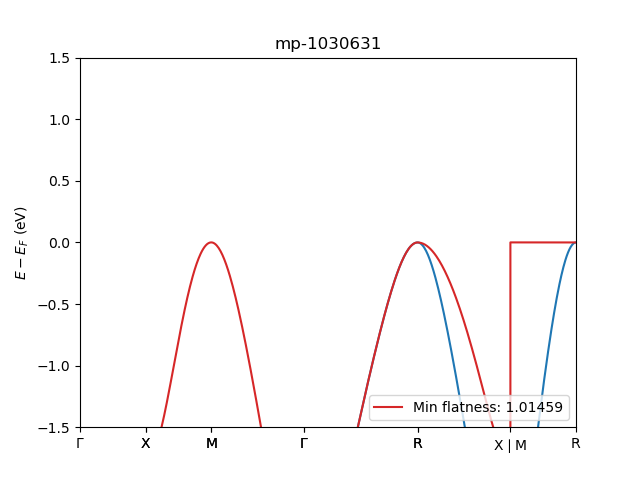 mp-1030631
1.5
1.0
0.5
0.0
−0.5
−1.0
−1.5
E − E_F (eV)
Min flatness: 1.01459
Γ X M Γ R X | M R